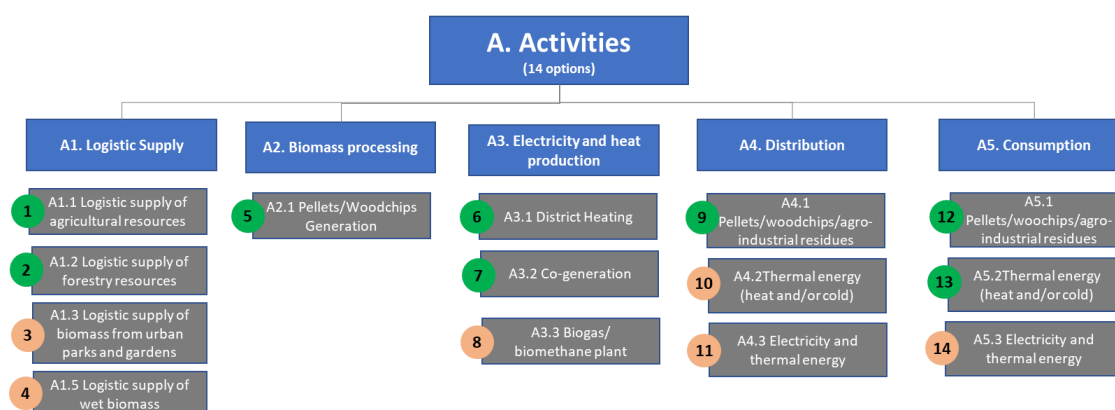 A. Activities
(14 options)
A1. Logistic Supply
A2. Biomass processing
A3. Electricity and heat
production
A4. Distribution
A5. Consumption
1
A1.1 Logistic supply of
agricultural resources
2
A1.2 Logistic supply of
forestry resources
3
A1.3 Logistic supply of
biomass from urban
parks and gardens
4
A1.5 Logistic supply of
wet biomass
5
A2.1 Pellets/Woodchips
Generation
6
A3.1 District Heating
7
A3.2 Co-generation
8
A3.3 Biogas/
biomethane plant
9
A4.1
Pellets/woodchips/agro-
industrial residues
10
A4.2Thermal energy
(heat and/or cold)
11
A4.3 Electricity and
thermal energy
12
A5.1
Pellets/woochips/agro-
industrial residues
13
A5.2Thermal energy
(heat and/or cold)
14
A5.3 Electricity and
thermal energy